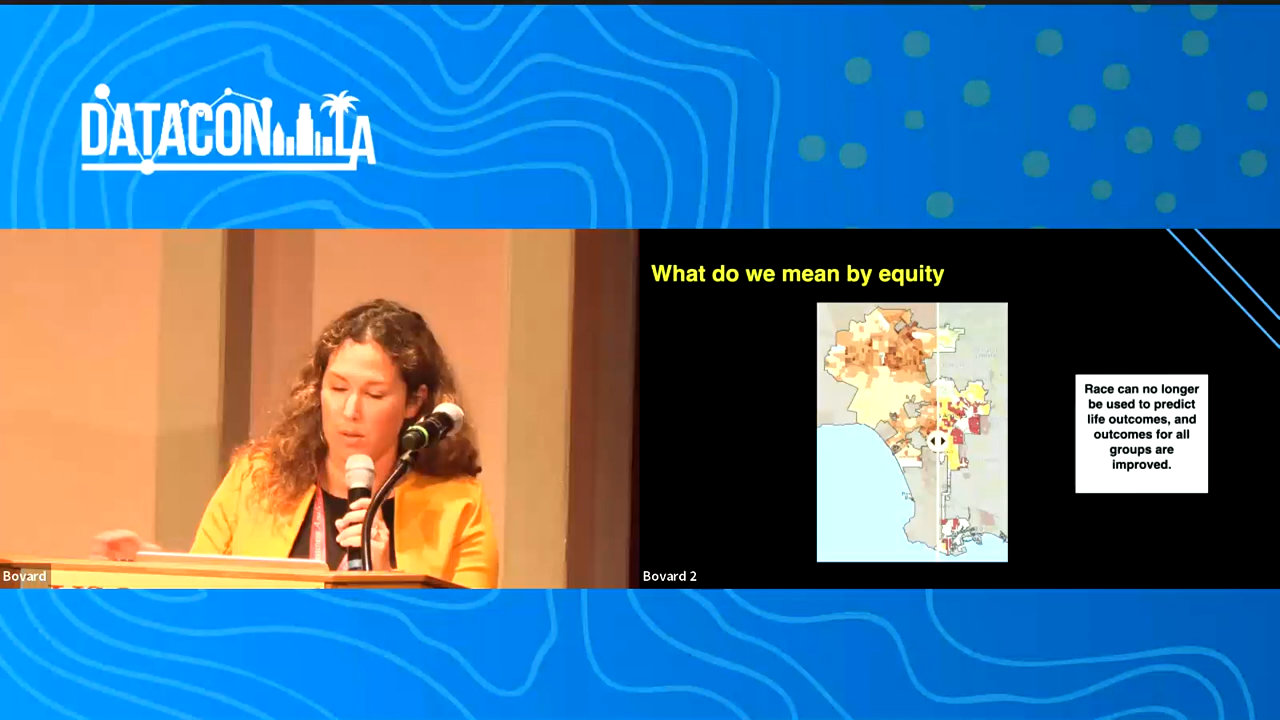 DATACON LA
What do we mean by equity
Race can no longer
be used to predict
life outcomes, and
outcomes for all
groups are
improved.
Bovard
Bovard 2